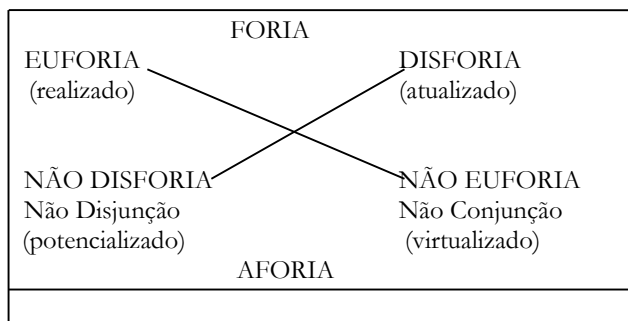 FORIA
EUFORIA DISFORIA
(realizado) (atualizado)
NÃO DISFORIA NÃO EUFORIA
Não Disjunção Não Conjunção
(potencializado) (virtualizado)
AFORIA